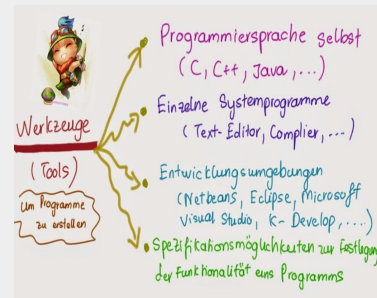 Werkzeuge
(Tools)
um Programme
zu erstellen
Programmiersprache selbst
(C, C++, Java, ...)
Einzelne Systemprogramme
(Text-Editor, Complier, ...)
Entwicklungsumgebungen
(Netbeans, Eclipse, Microsoft
Visual Studio, K-Develop, ....)
Spezifikationsmöglichkeiten zur Festlegung
der Funktionalität eins Programms